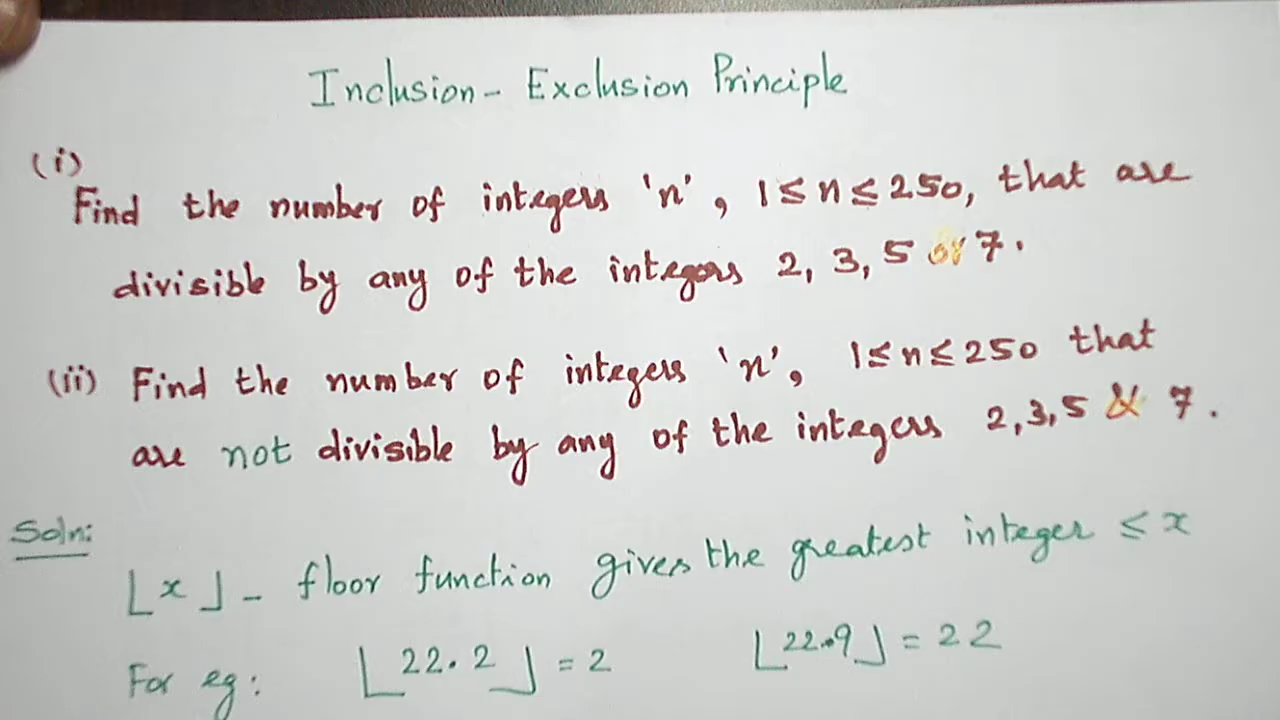 Inclusion - Exclusion Principle
(i)
Find the number of integers 'n', 1 ≤ n ≤ 250, that are
divisible by any of the integers 2, 3, 5 or 7.
(ii) Find the number of integers 'n', 1 ≤ n ≤ 250 that
are not divisible by any of the integers 2, 3, 5 & 7.
Soln:
⌊x⌋ - floor function gives the greatest integer ≤ x
For eg: ⌊22.2⌋ = 2 ⌊22.9⌋ = 22